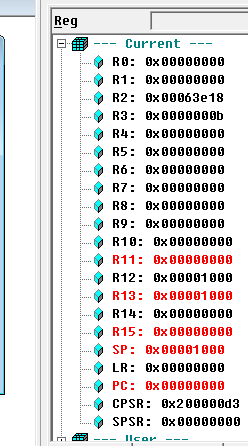 Reg
--- Current ---
R0: 0x00000000
R1: 0x00000000
R2: 0x00063e18
R3: 0x0000000b
R4: 0x00000000
R5: 0x00000000
R6: 0x00000000
R7: 0x00000000
R8: 0x00000000
R9: 0x00000000
R10: 0x00000000
R11: 0x00000000
R12: 0x00001000
R13: 0x00001000
R14: 0x00000000
R15: 0x00000000
SP: 0x00001000
LR: 0x00000000
PC: 0x00000000
CPSR: 0x200000d3
SPSR: 0x00000000
--- User ---